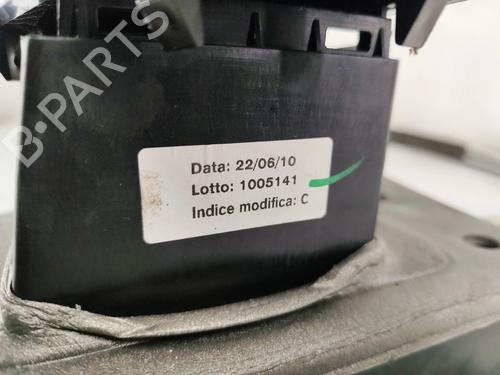 B-PARTS
Data: 22/06/10
Lotto: 1005141
Indice modifica: C